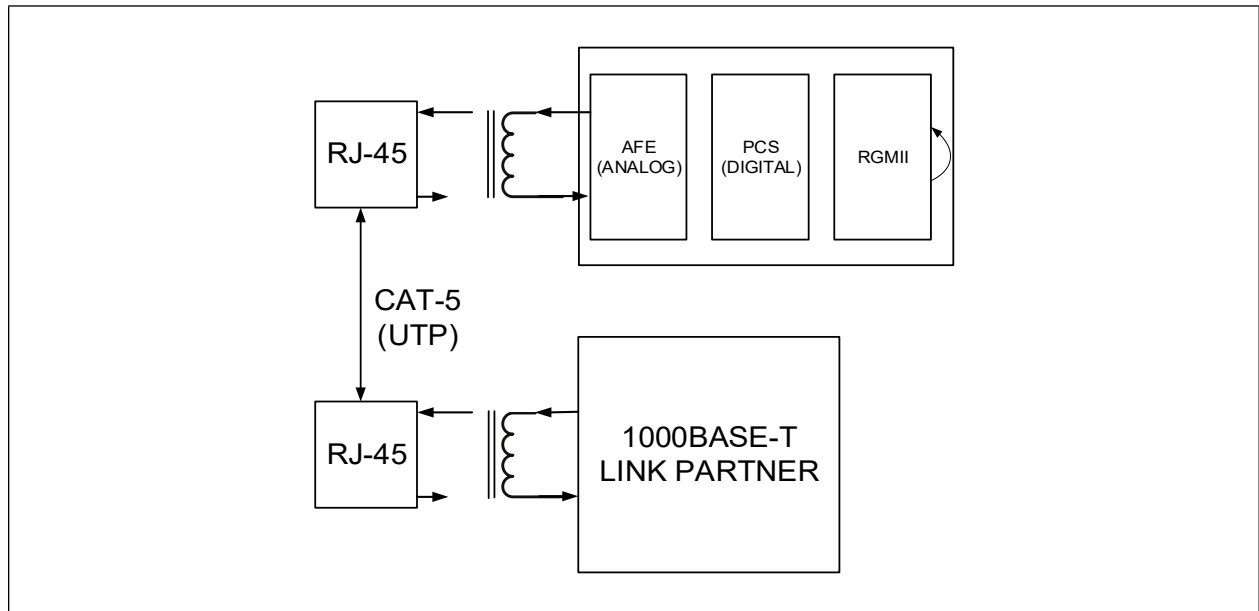 RJ-45
AFE
(ANALOG)
PCS
(DIGITAL)
RGMII
CAT-5
(UTP)
RJ-45
1000BASE-T
LINK PARTNER